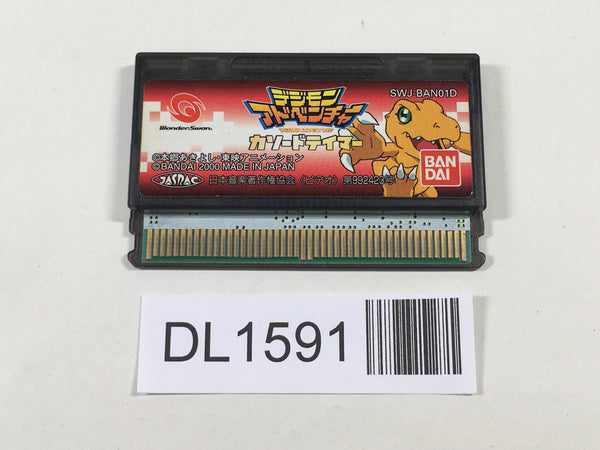 SWJ-BAN01D
デジモン
アドベンチャー
カソードテイマー
WonderSwan
©本郷あきよし・東映アニメーション
©BANDAI 2000 MADE IN JAPAN
JASRAC 日本音楽著作権協会（ビデオ）第992423号
BAN
DAI
DL1591